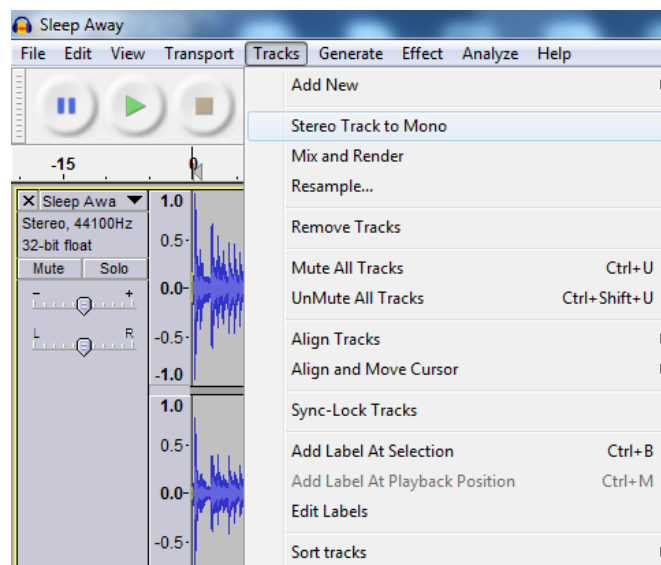 Sleep Away
File Edit View Transport Tracks Generate Effect Analyze Help
Add New
Stereo Track to Mono
Mix and Render
Resample...
Remove Tracks
Mute All Tracks Ctrl+U
UnMute All Tracks Ctrl+Shift+U
Align Tracks
Align and Move Cursor
Sync-Lock Tracks
Add Label At Selection Ctrl+B
Add Label At Playback Position Ctrl+M
Edit Labels
Sort tracks
-15 0
X Sleep Awa
Stereo, 44100Hz
32-bit float
Mute Solo
- +
L R
1.0
0.5-
0.0-
-0.5-
-1.0
1.0
0.5-
0.0-
-0.5-